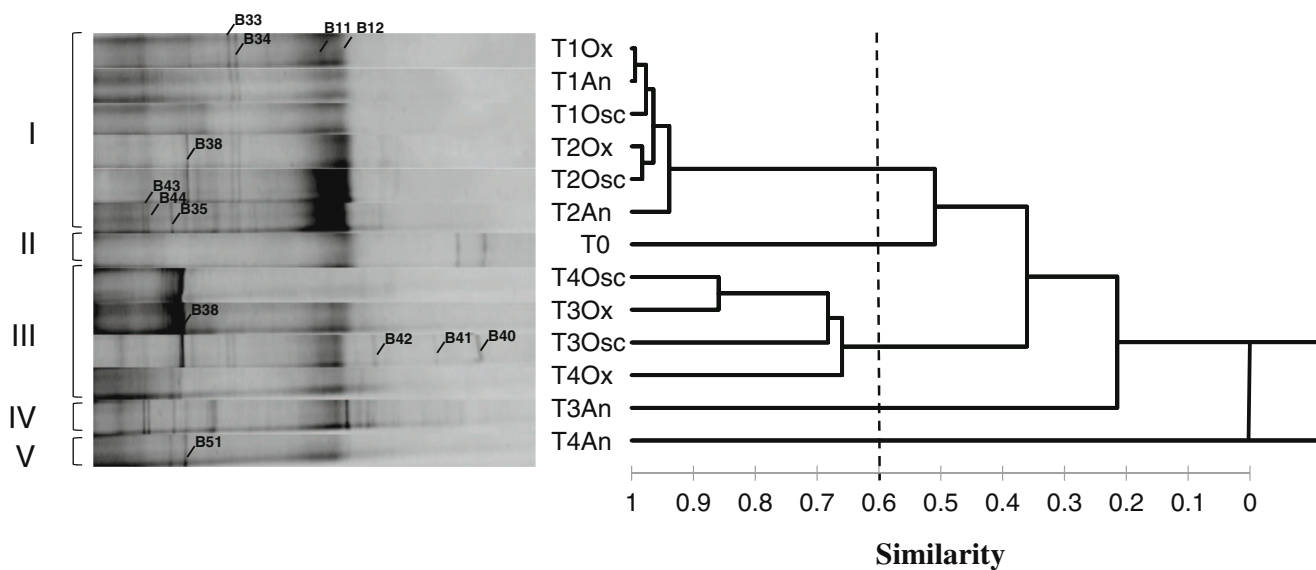 B33
B11 B12
B34
I
B38
B43
B44
B35
II
III
B38
B42 B41 B40
IV
V
B51
T1Ox
T1An
T1Osc
T2Ox
T2Osc
T2An
T0
T4Osc
T3Ox
T3Osc
T4Ox
T3An
T4An
1 0.9 0.8 0.7 0.6 0.5 0.4 0.3 0.2 0.1 0
Similarity